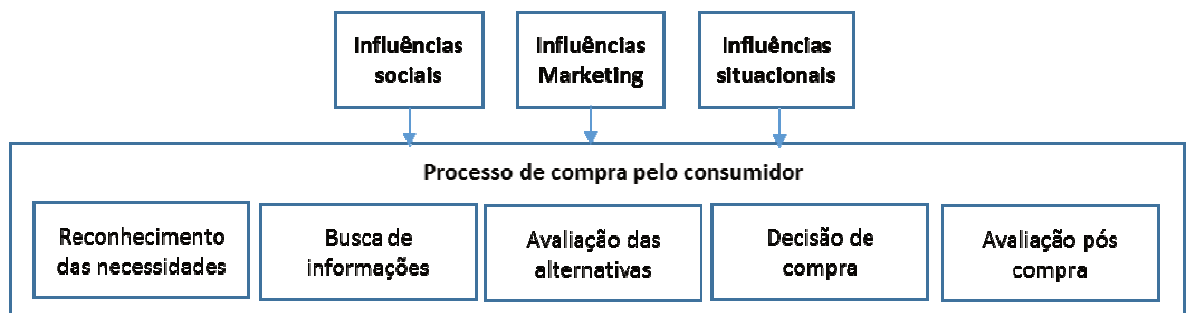 Influências
sociais
Influências
Marketing
Influências
situacionais
Processo de compra pelo consumidor
Reconhecimento
das necessidades
Busca de
informações
Avaliação das
alternativas
Decisão de
compra
Avaliação pós
compra